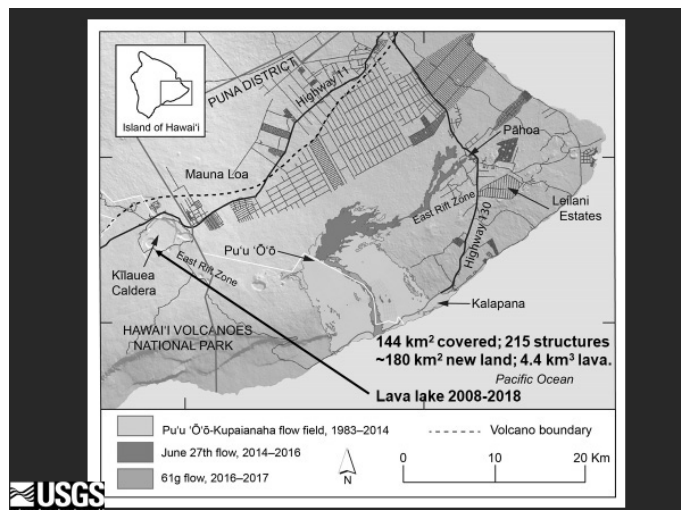 PUNA DISTRICT
Highway 11
Island of Hawai‘i
Pāhoa
Mauna Loa
East Rift Zone
Leilani
Estates
Highway 130
Pu‘u ‘Ō‘ō
Kīlauea
Caldera
East Rift Zone
Kalapana
HAWAI‘I VOLCANOES
NATIONAL PARK
144 km² covered; 215 structures
~180 km² new land; 4.4 km³ lava.
Pacific Ocean
Lava lake 2008-2018
Pu‘u ‘Ō‘ō-Kupaianaha flow field, 1983–2014
Volcano boundary
June 27th flow, 2014–2016
61g flow, 2016–2017
N
0 10 20 Km
USGS